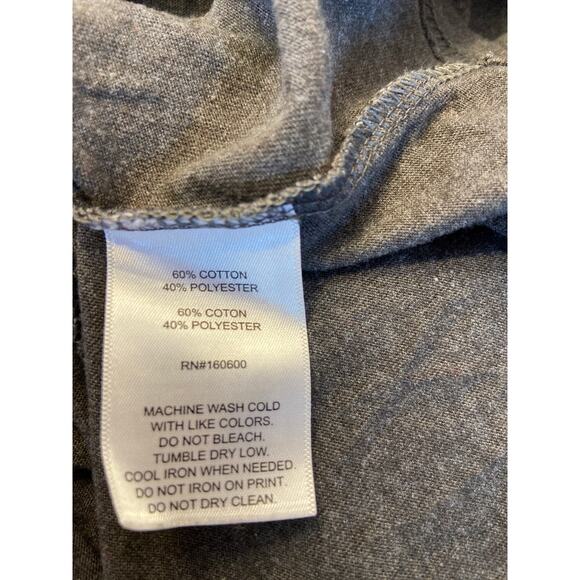 60% COTTON
40% POLYESTER
60% COTON
40% POLYESTER
RN#160600
MACHINE WASH COLD
WITH LIKE COLORS.
DO NOT BLEACH.
TUMBLE DRY LOW.
COOL IRON WHEN NEEDED.
DO NOT IRON ON PRINT.
DO NOT DRY CLEAN.